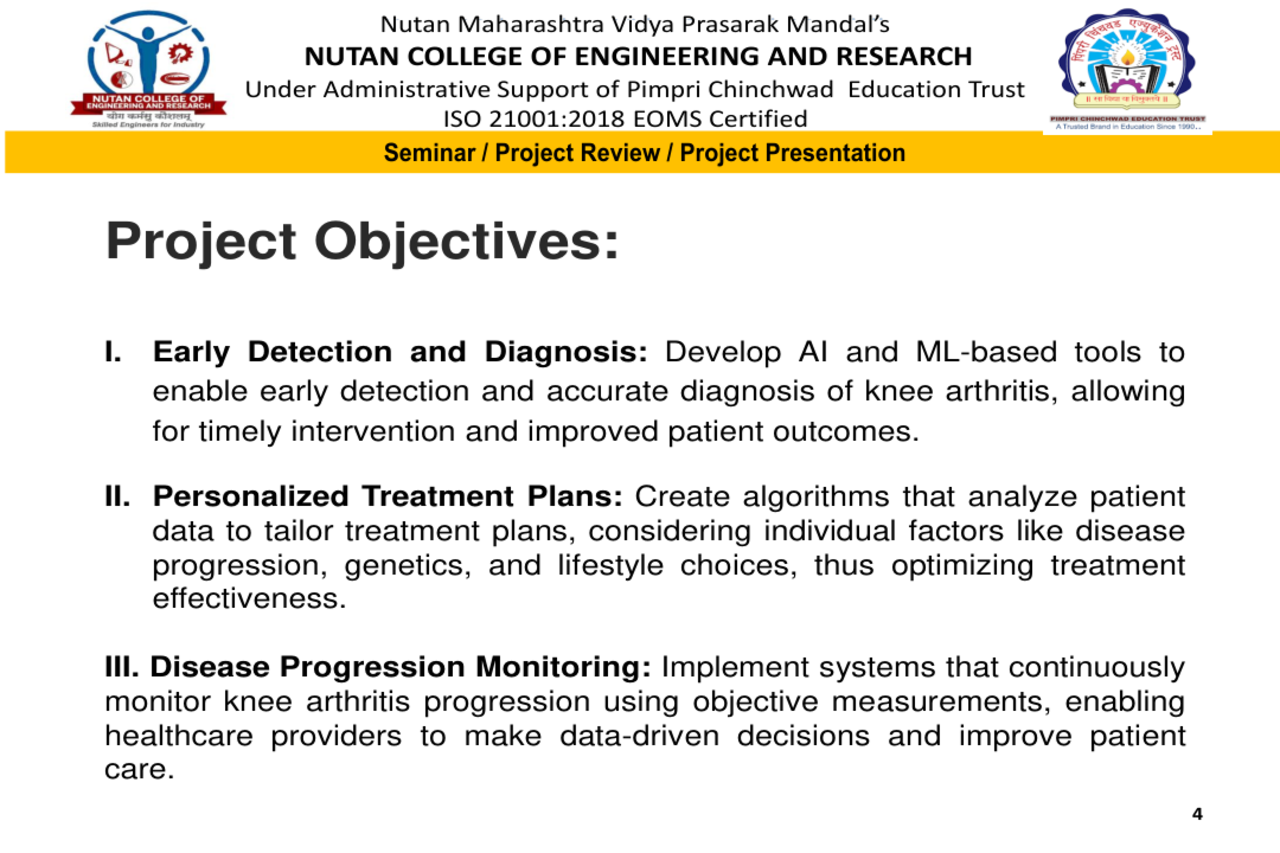 Nutan Maharashtra Vidya Prasarak Mandal's
NUTAN COLLEGE OF ENGINEERING AND RESEARCH
Under Administrative Support of Pimpri Chinchwad Education Trust
ISO 21001:2018 EOMS Certified
NUTAN COLLEGE OF
ENGINEERING AND RESEARCH
योग कर्मसु कौशलम्
Skilled Engineers for Industry
पिंपरी चिंचवड एज्युकेशन ट्रस्ट
PIMPRI CHINCHWAD EDUCATION TRUST
A Trusted Brand in Education Since 1990..
Seminar / Project Review / Project Presentation
Project Objectives:
I. Early Detection and Diagnosis: Develop AI and ML-based tools to
enable early detection and accurate diagnosis of knee arthritis, allowing
for timely intervention and improved patient outcomes.
II. Personalized Treatment Plans: Create algorithms that analyze patient
data to tailor treatment plans, considering individual factors like disease
progression, genetics, and lifestyle choices, thus optimizing treatment
effectiveness.
III. Disease Progression Monitoring: Implement systems that continuously
monitor knee arthritis progression using objective measurements, enabling
healthcare providers to make data-driven decisions and improve patient
care.
4